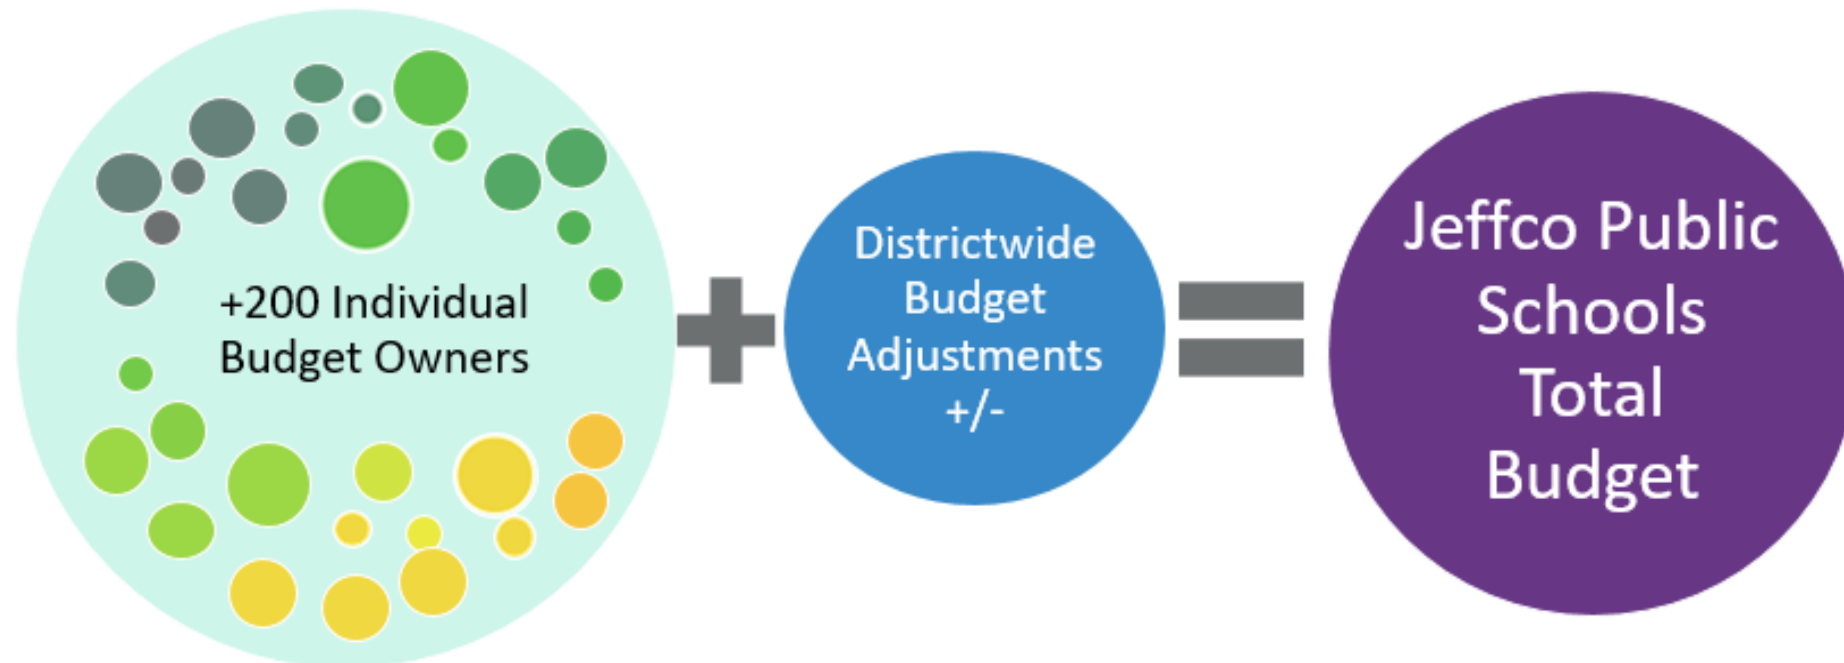 +200 Individual
Budget Owners
Districtwide
Budget
Adjustments
+/-
Jeffco Public
Schools
Total
Budget